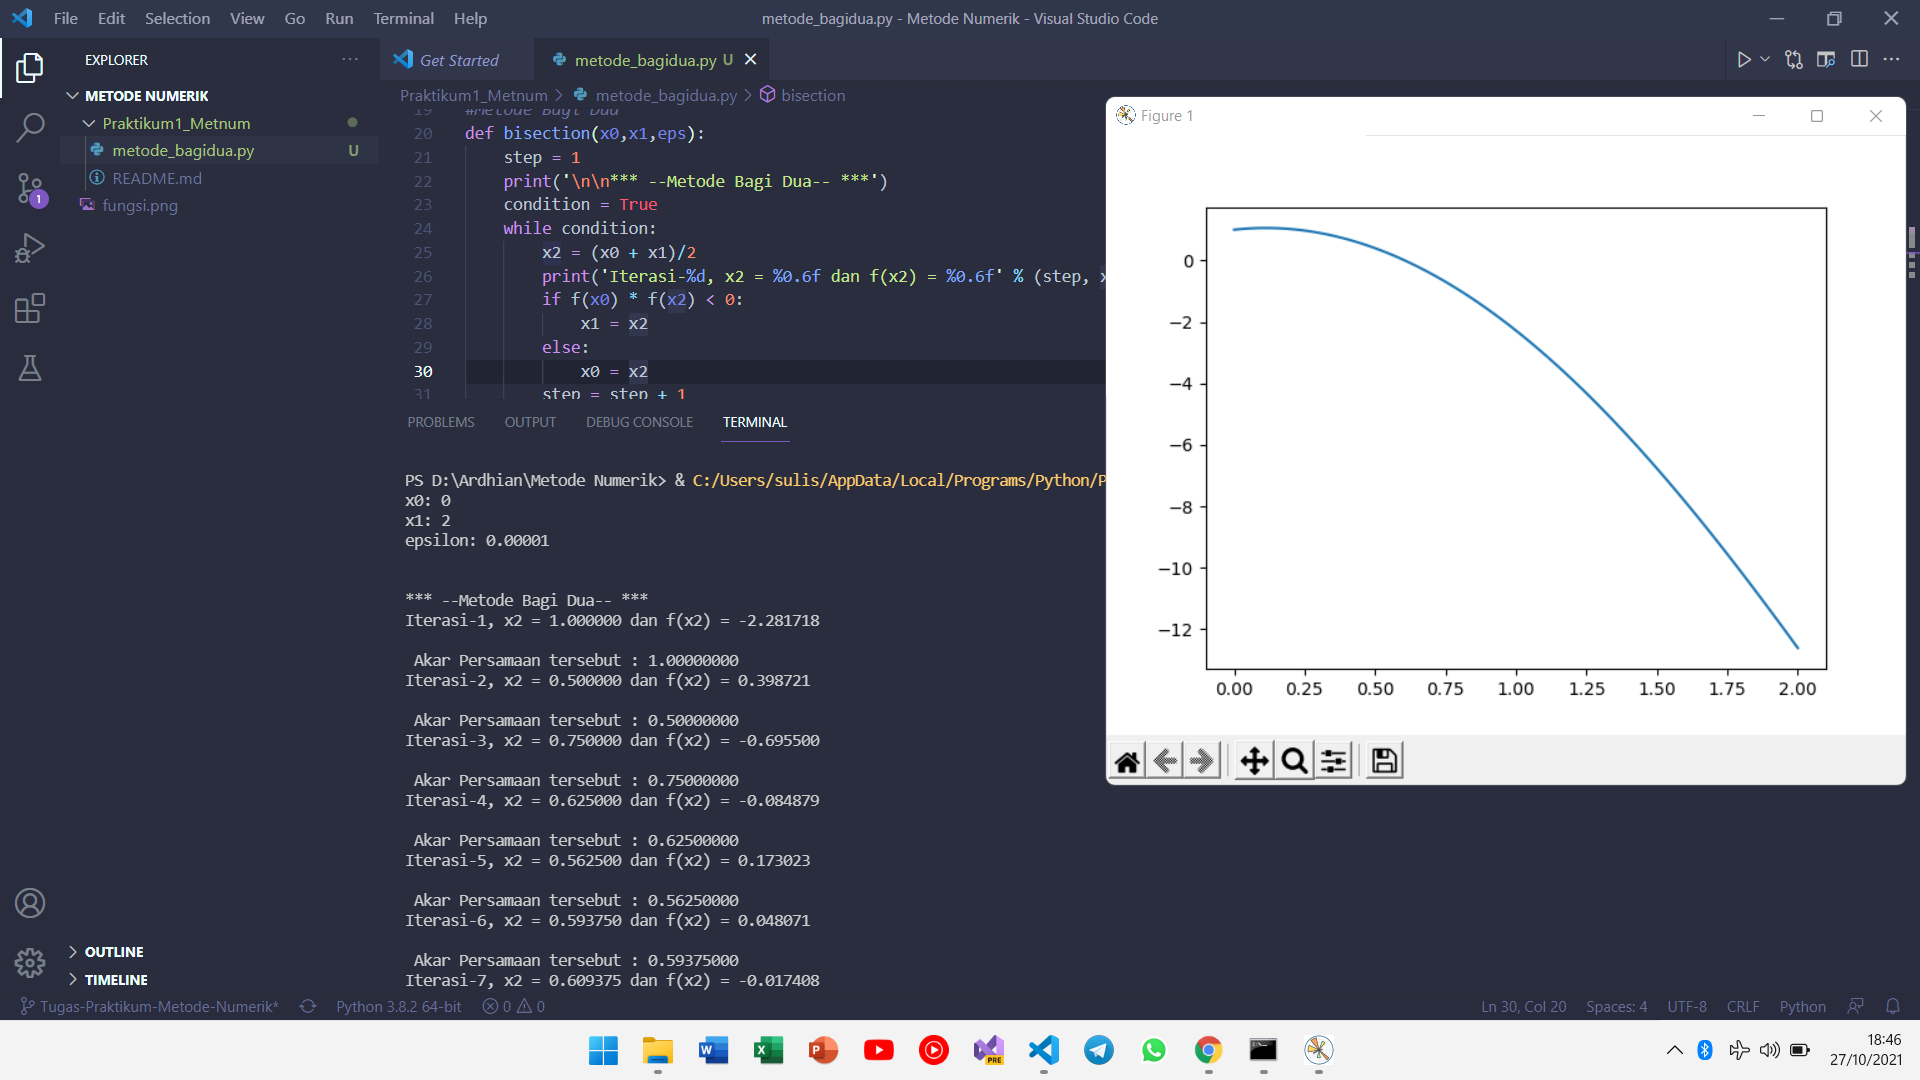 File Edit Selection View Go Run Terminal Help
metode_bagidua.py - Metode Numerik - Visual Studio Code
EXPLORER
METODE NUMERIK
Praktikum1_Metnum
metode_bagidua.py U
README.md
fungsi.png
1
OUTLINE
TIMELINE
Get Started
metode_bagidua.py U
Praktikum1_Metnum > metode_bagidua.py > bisection
19 #Metode Bagi Dua
20 def bisection(x0,x1,eps):
21 step = 1
22 print('\n\n*** --Metode Bagi Dua-- ***')
23 condition = True
24 while condition:
25 x2 = (x0 + x1)/2
26 print('Iterasi-%d, x2 = %0.6f dan f(x2) = %0.6f' % (step, x
27 if f(x0) * f(x2) < 0:
28 x1 = x2
29 else:
30 x0 = x2
31 step = step + 1
PROBLEMS OUTPUT DEBUG CONSOLE TERMINAL
PS D:\Ardhian\Metode Numerik> & C:/Users/sulis/AppData/Local/Programs/Python/P
x0: 0
x1: 2
epsilon: 0.00001
*** --Metode Bagi Dua-- ***
Iterasi-1, x2 = 1.000000 dan f(x2) = -2.281718
Akar Persamaan tersebut : 1.00000000
Iterasi-2, x2 = 0.500000 dan f(x2) = 0.398721
Akar Persamaan tersebut : 0.50000000
Iterasi-3, x2 = 0.750000 dan f(x2) = -0.695500
Akar Persamaan tersebut : 0.75000000
Iterasi-4, x2 = 0.625000 dan f(x2) = -0.084879
Akar Persamaan tersebut : 0.62500000
Iterasi-5, x2 = 0.562500 dan f(x2) = 0.173023
Akar Persamaan tersebut : 0.56250000
Iterasi-6, x2 = 0.593750 dan f(x2) = 0.048071
Akar Persamaan tersebut : 0.59375000
Iterasi-7, x2 = 0.609375 dan f(x2) = -0.017408
Figure 1
0
−2
−4
−6
−8
−10
−12
0.00 0.25 0.50 0.75 1.00 1.25 1.50 1.75 2.00
Tugas-Praktikum-Metode-Numerik* Python 3.8.2 64-bit 0 0
Ln 30, Col 20 Spaces: 4 UTF-8 CRLF Python
W X P PRE
18:46
27/10/2021